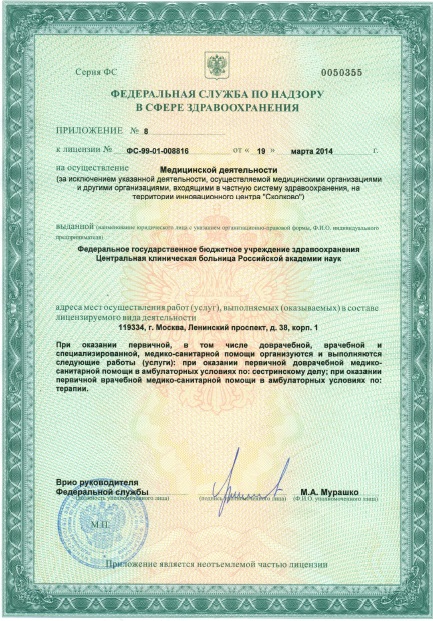 Серия ФС 0050355
ФЕДЕРАЛЬНАЯ СЛУЖБА ПО НАДЗОРУ
В СФЕРЕ ЗДРАВООХРАНЕНИЯ
ПРИЛОЖЕНИЕ № 8
к лицензии № ФС-99-01-008816 от « 19 » марта 2014 г.
на осуществление Медицинской деятельности
(за исключением указанной деятельности, осуществляемой медицинскими организациями
и другими организациями, входящими в частную систему здравоохранения, на
территории инновационного центра "Сколково")
выданной (наименование юридического лица с указанием организационно-правовой формы, Ф.И.О. индивидуального
предпринимателя)
Федеральное государственное бюджетное учреждение здравоохранения
Центральная клиническая больница Российской академии наук
адреса мест осуществления работ (услуг), выполняемых (оказываемых) в составе
лицензируемого вида деятельности
119334, г. Москва, Ленинский проспект, д. 38, корп. 1
При оказании первичной, в том числе доврачебной, врачебной и
специализированной, медико-санитарной помощи организуются и выполняются
следующие работы (услуги): при оказании первичной доврачебной медико-
санитарной помощи в амбулаторных условиях по: сестринскому делу; при оказании
первичной врачебной медико-санитарной помощи в амбулаторных условиях по:
терапии.
Врио руководителя
Федеральной службы М.А. Мурашко
(должность уполномоченного лица) (подпись уполномоченного лица) (Ф.И.О. уполномоченного лица)
М.П.
Приложение является неотъемлемой частью лицензии